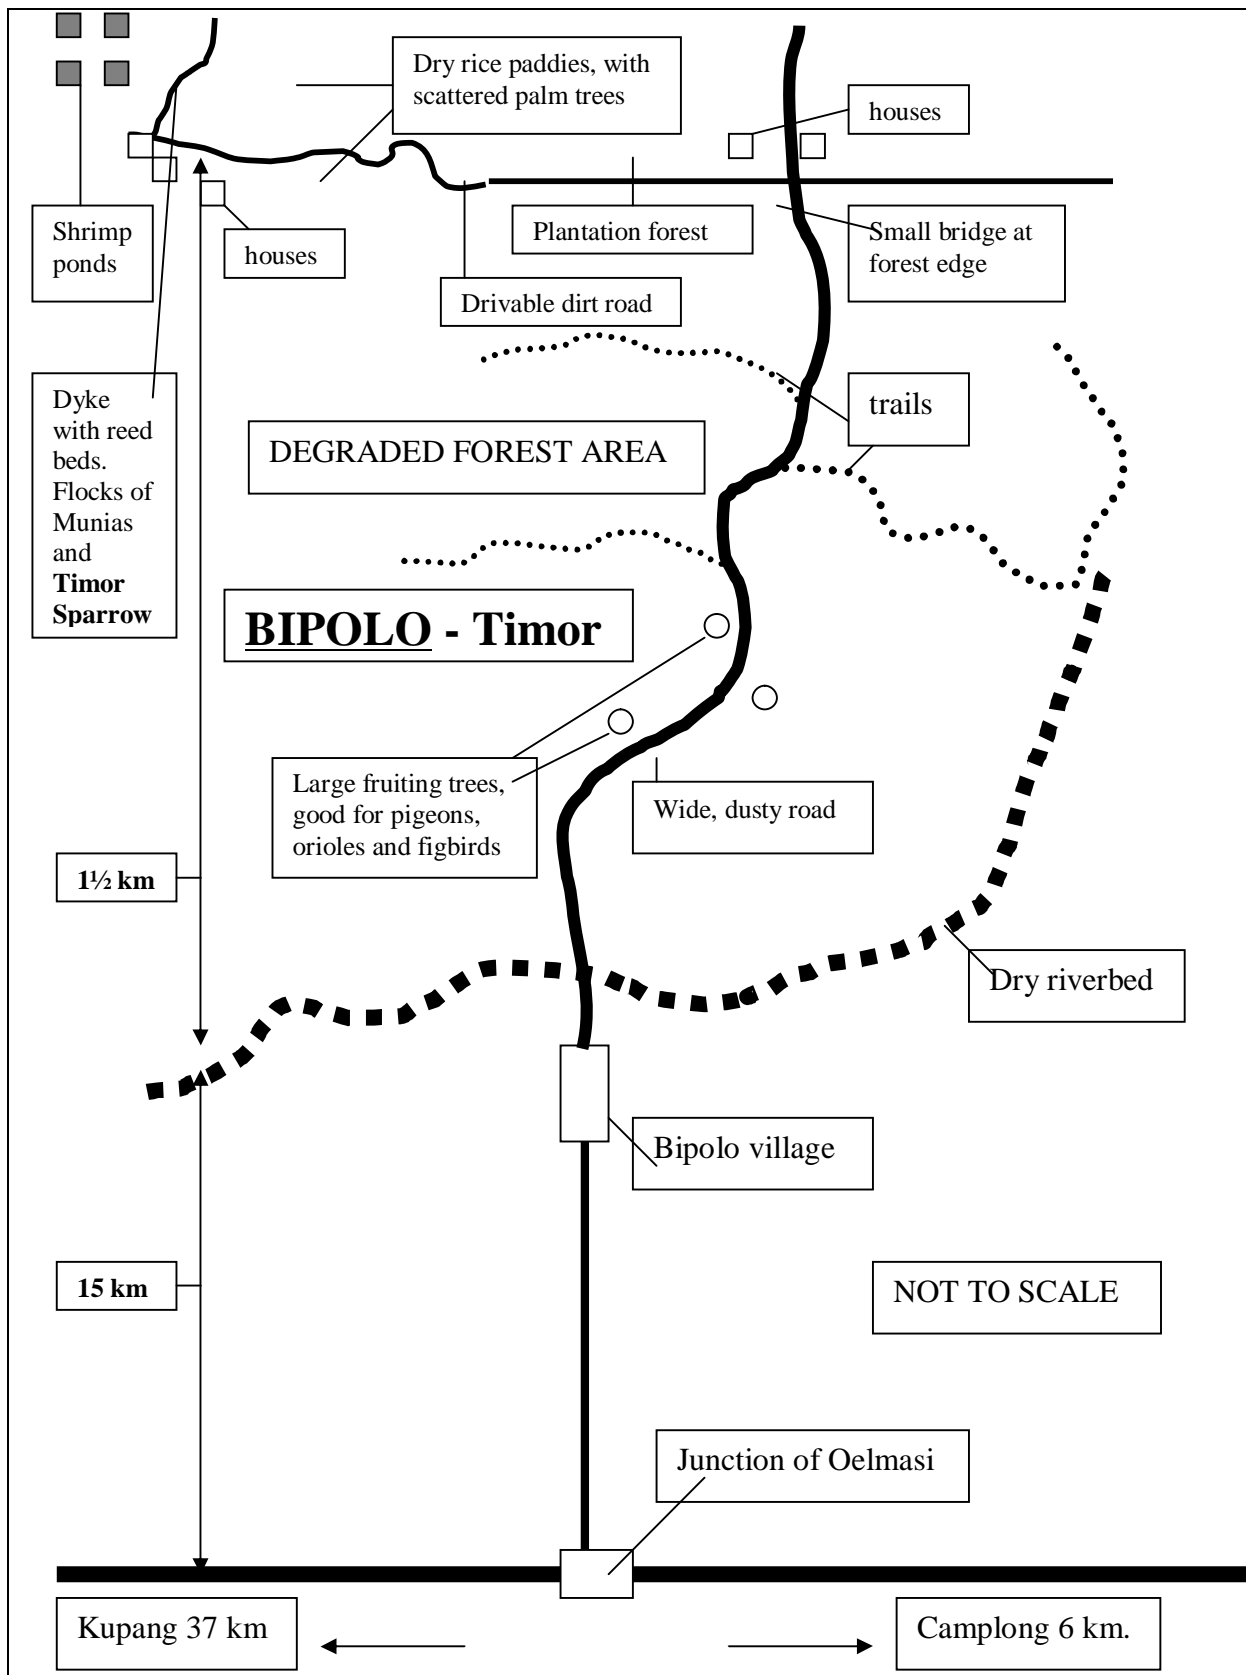 Dry rice paddies, with
scattered palm trees
houses
Shrimp
ponds
houses
Plantation forest
Small bridge at
forest edge
Drivable dirt road
Dyke
with reed
beds.
Flocks of
Munias
and
Timor
Sparrow
trails
DEGRADED FOREST AREA
BIPOLO - Timor
Large fruiting trees,
good for pigeons,
orioles and figbirds
Wide, dusty road
1½ km
Dry riverbed
Bipolo village
15 km
NOT TO SCALE
Junction of Oelmasi
Kupang 37 km
Camplong 6 km.